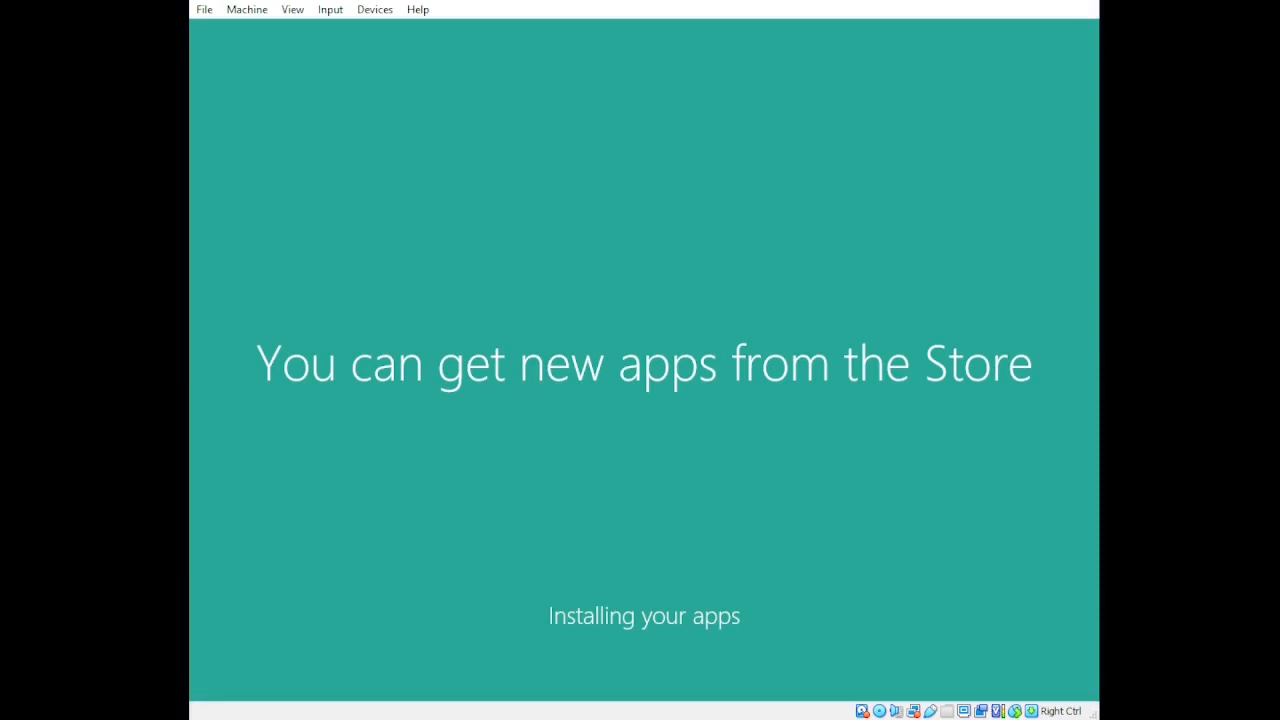 File Machine View Input Devices Help
You can get new apps from the Store
Installing your apps
Right Ctrl